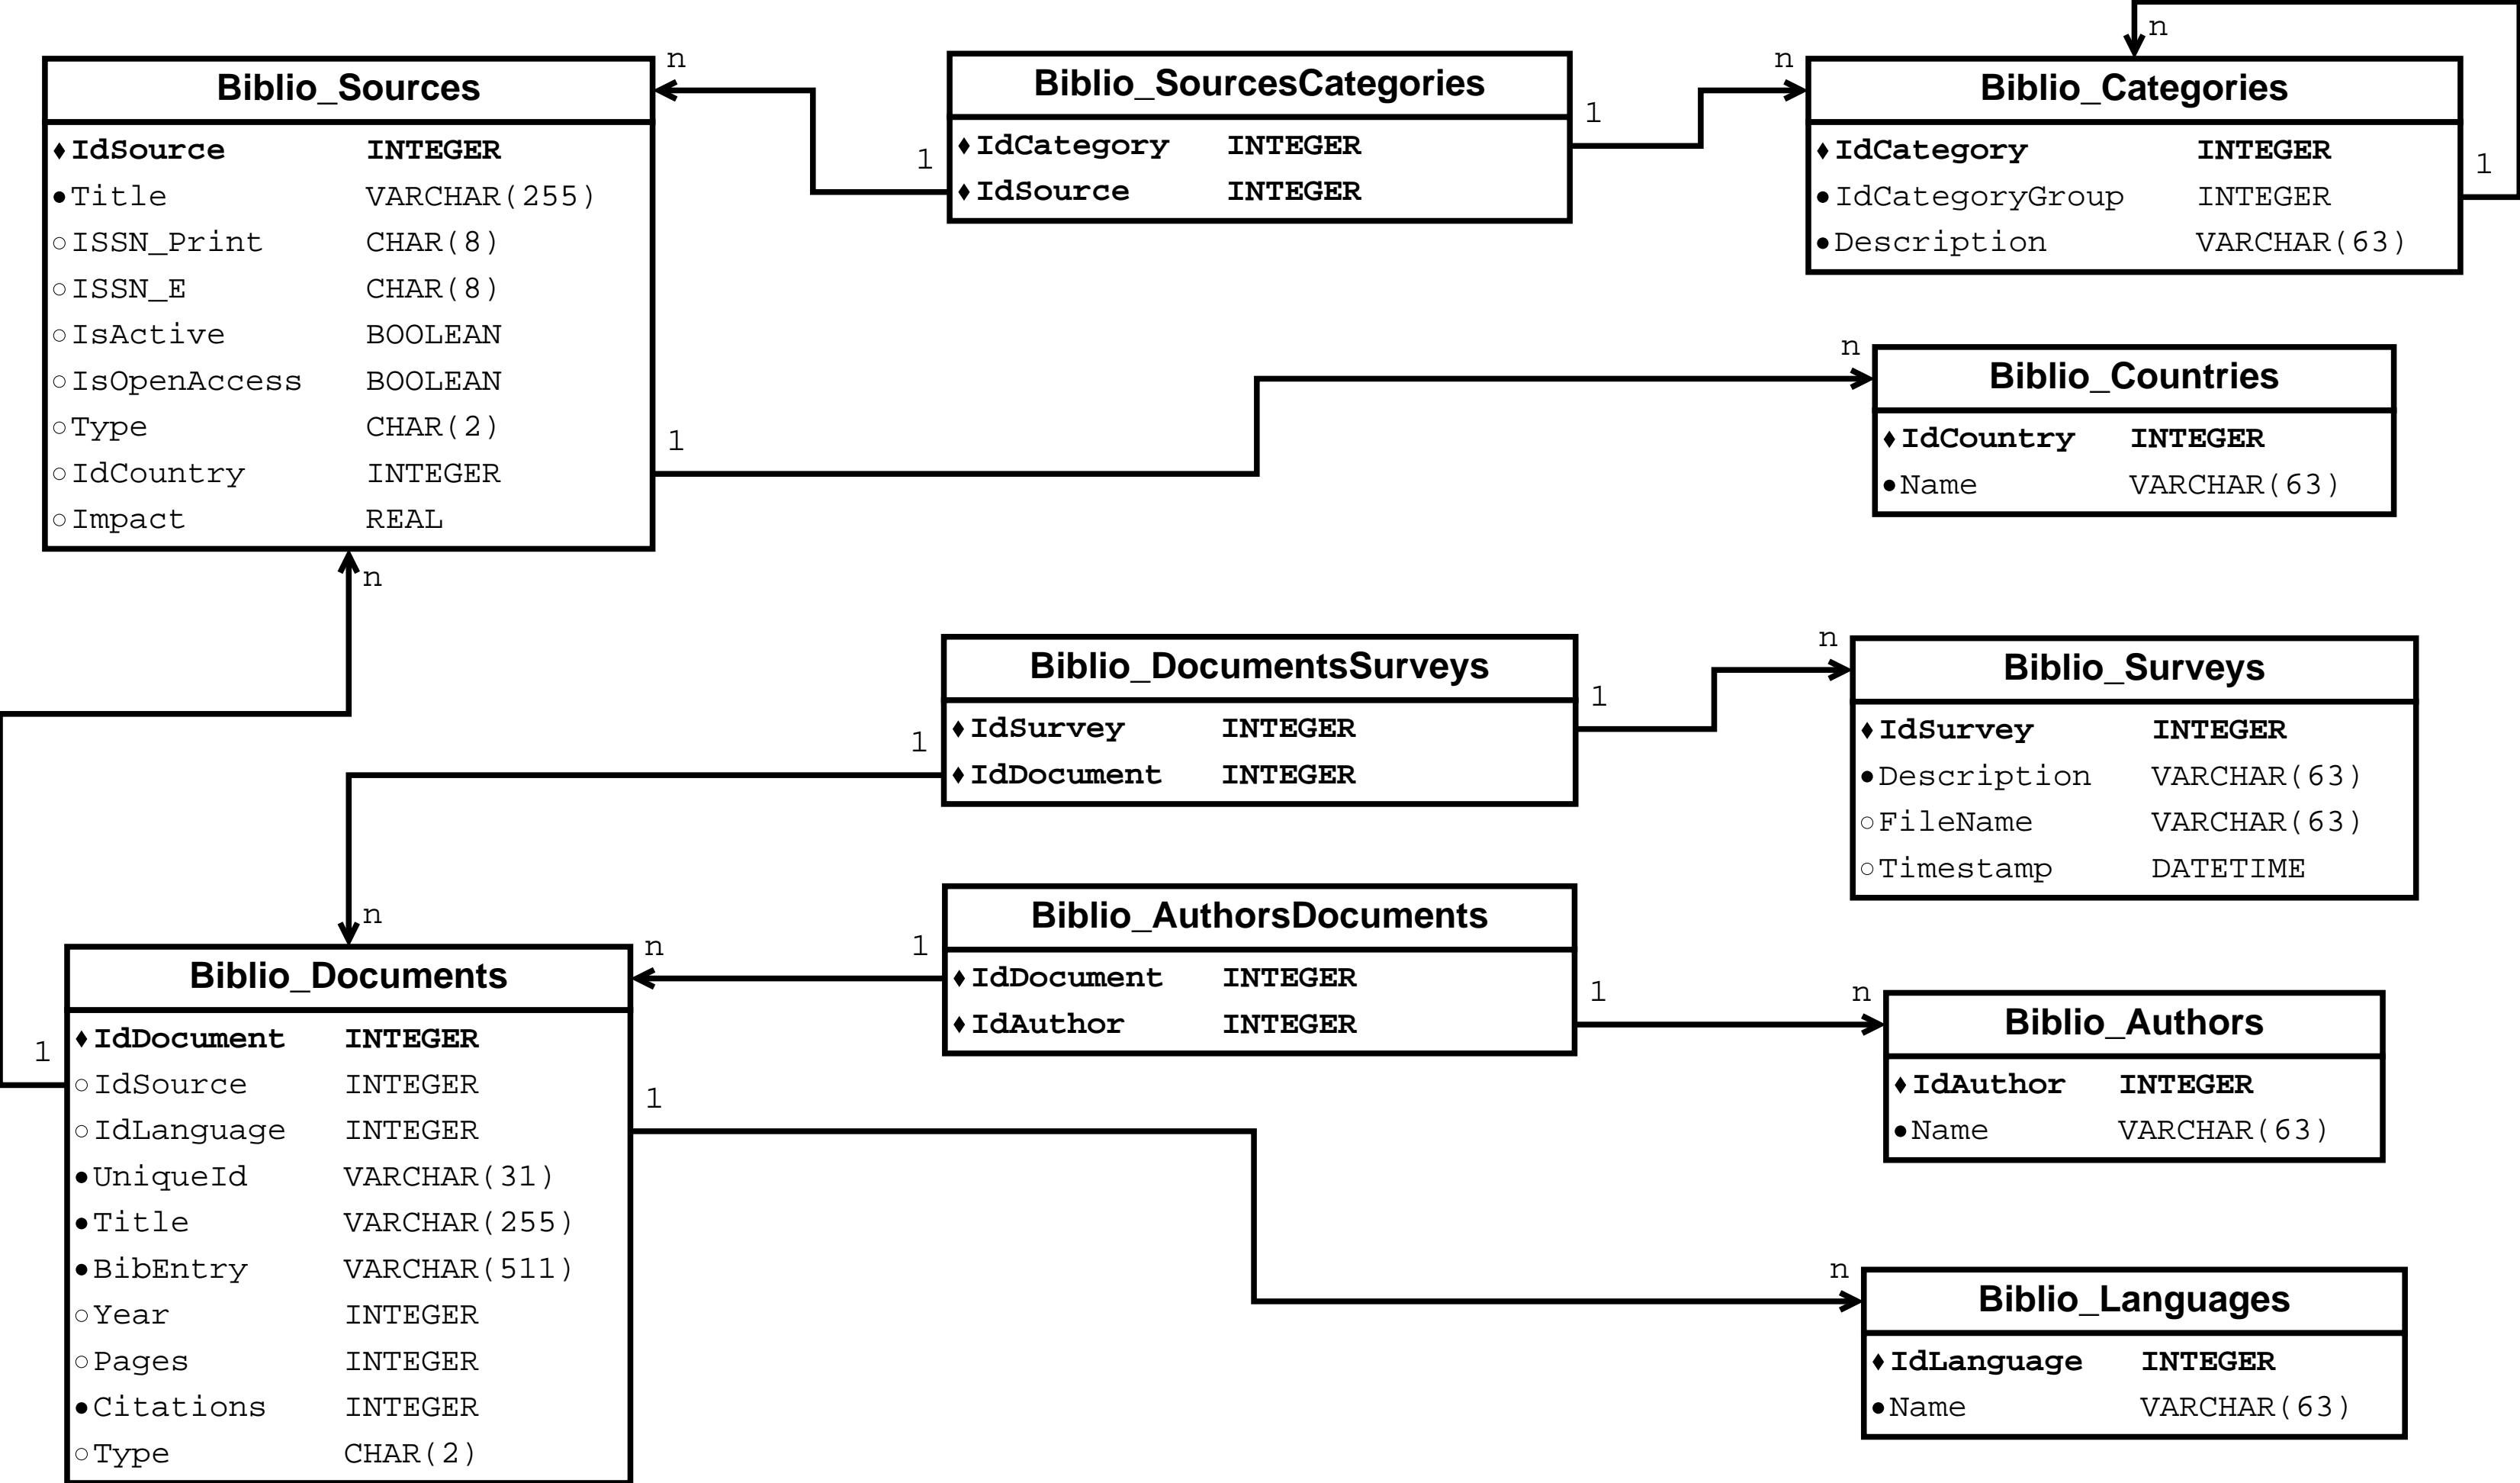 Biblio_Sources
IdSource INTEGER
Title VARCHAR(255)
ISSN_Print CHAR(8)
ISSN_E CHAR(8)
IsActive BOOLEAN
IsOpenAccess BOOLEAN
Type CHAR(2)
IdCountry INTEGER
Impact REAL
n
1
n
Biblio_SourcesCategories
IdCategory INTEGER
IdSource INTEGER
1
1
n
n
Biblio_Categories
IdCategory INTEGER
IdCategoryGroup INTEGER
Description VARCHAR(63)
1
n
Biblio_Countries
IdCountry INTEGER
Name VARCHAR(63)
Biblio_DocumentsSurveys
IdSurvey INTEGER
IdDocument INTEGER
1
1
n
Biblio_Surveys
IdSurvey INTEGER
Description VARCHAR(63)
FileName VARCHAR(63)
Timestamp DATETIME
n
n
1
Biblio_AuthorsDocuments
IdDocument INTEGER
IdAuthor INTEGER
1
n
Biblio_Authors
IdAuthor INTEGER
Name VARCHAR(63)
Biblio_Documents
IdDocument INTEGER
IdSource INTEGER
IdLanguage INTEGER
UniqueId VARCHAR(31)
Title VARCHAR(255)
BibEntry VARCHAR(511)
Year INTEGER
Pages INTEGER
Citations INTEGER
Type CHAR(2)
1
1
n
Biblio_Languages
IdLanguage INTEGER
Name VARCHAR(63)